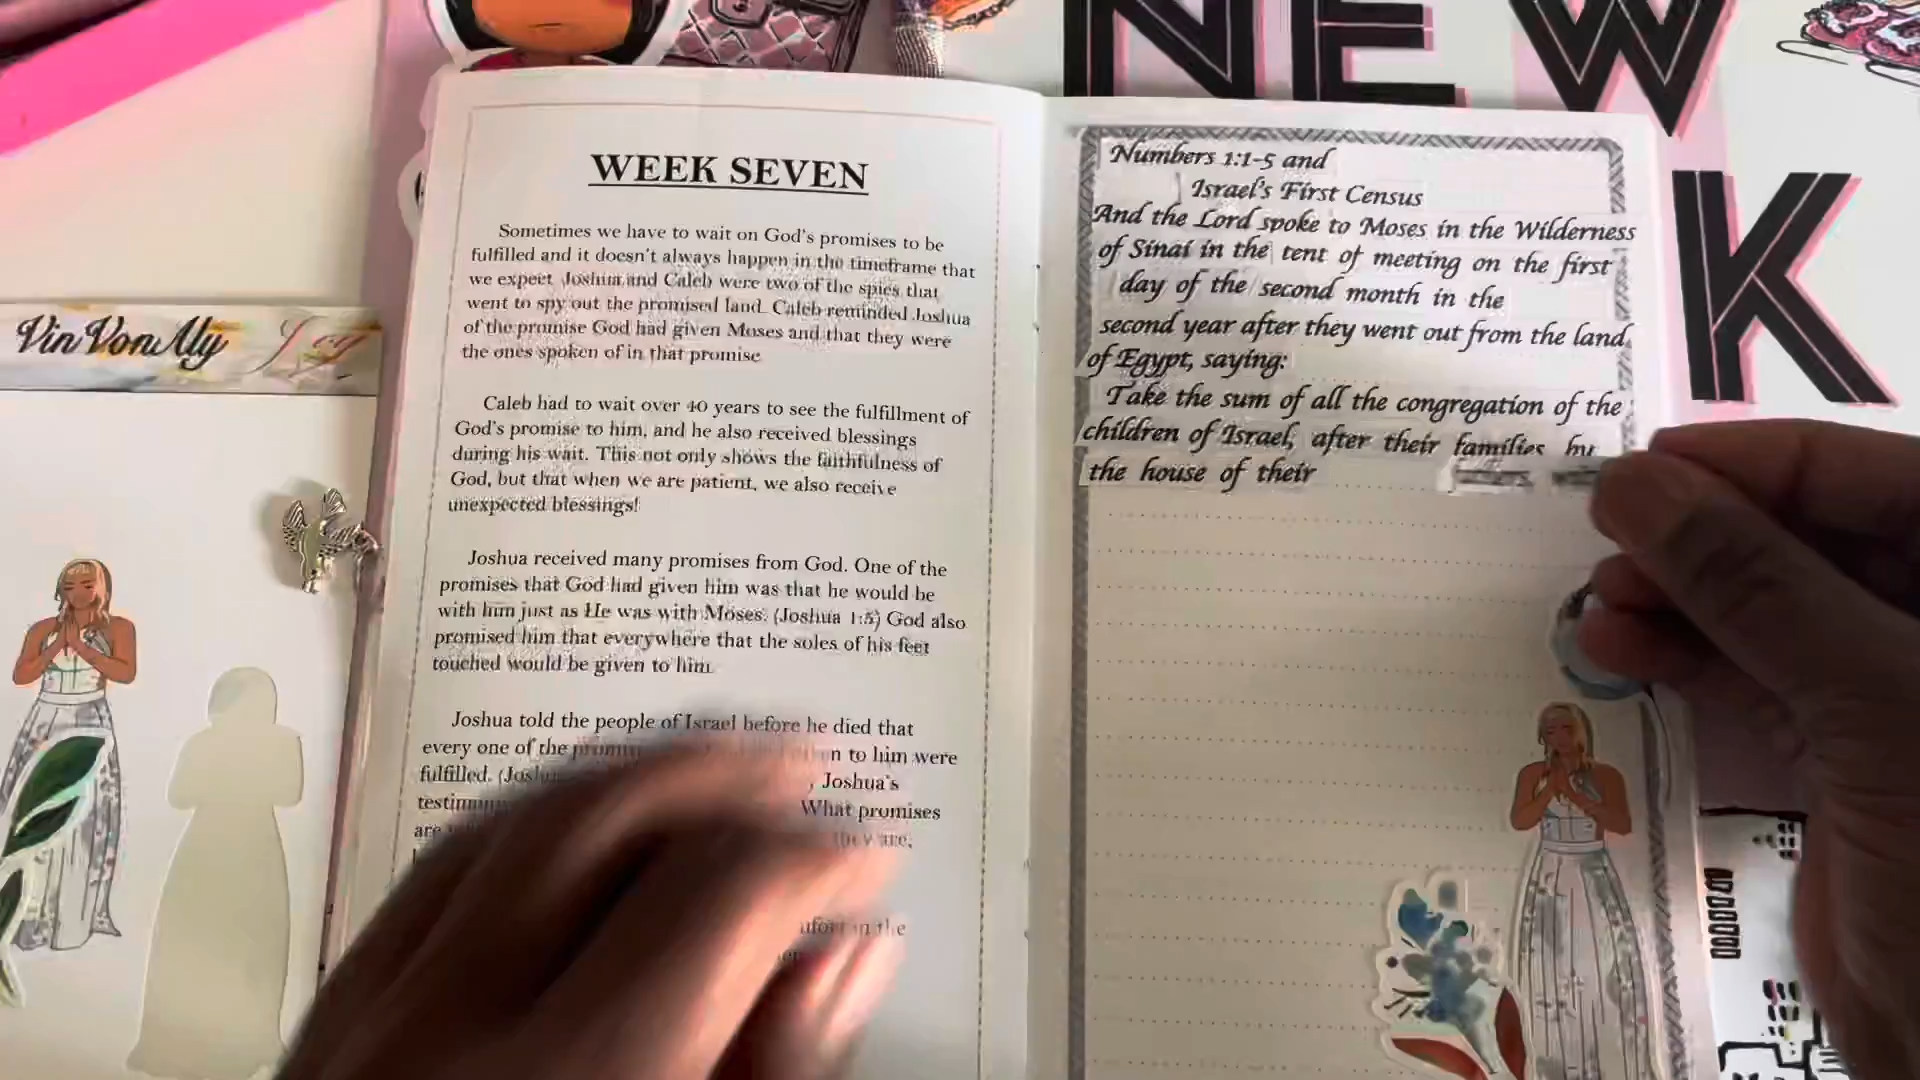 NEW
K
VinVonAlly Joy
WEEK SEVEN
Sometimes we have to wait on God's promises to be
fulfilled and it doesn't always happen in the timeframe that
we expect. Joshua and Caleb were two of the spies that
went to spy out the promised land. Caleb reminded Joshua
of the promise God had given Moses and that they were
the ones spoken of in that promise
Caleb had to wait over 40 years to see the fulfillment of
God's promise to him, and he also received blessings
during his wait. This not only shows the faithfulness of
God, but that when we are patient, we also receive
unexpected blessings!
Joshua received many promises from God. One of the
promises that God had given him was that he would be
with him just as He was with Moses. (Joshua 1:5) God also
promised him that everywhere that the soles of his feet
touched would be given to him.
Joshua told the people of Israel before he died that
every one of the to him were
fulfilled. Joshua's
What promises
are they are,
in the
Numbers 1:1-5 and
Israel's First Census
And the Lord spoke to Moses in the Wilderness
of Sinai in the tent of meeting on the first
day of the second month in the
second year after they went out from the land
of Egypt, saying:
Take the sum of all the congregation of the
children of Israel, after their families by
the house of their